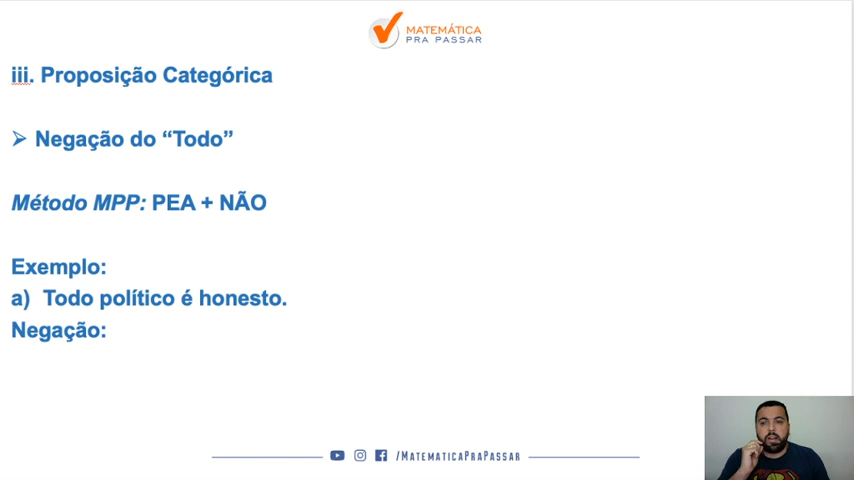 MATEMÁTICA
PRA PASSAR
iii. Proposição Categórica
➢ Negação do “Todo”
Método MPP: PEA + NÃO
Exemplo:
a) Todo político é honesto.
Negação:
/MATEMATICAPRAPASSAR